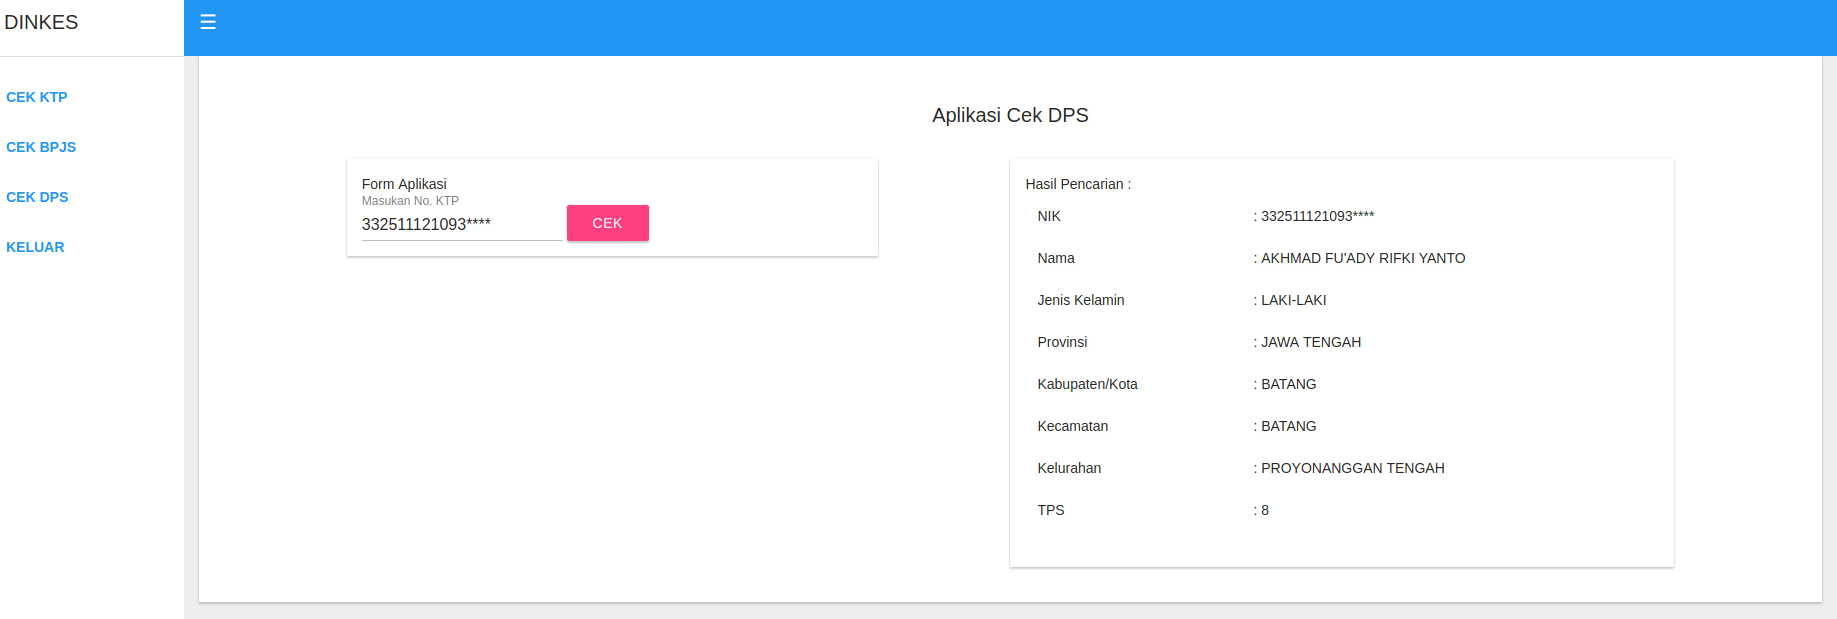 DINKES
CEK KTP
CEK BPJS
CEK DPS
KELUAR
Aplikasi Cek DPS
Form Aplikasi
Masukan No. KTP
332511121093****
CEK
Hasil Pencarian :
NIK : 332511121093****
Nama : AKHMAD FU'ADY RIFKI YANTO
Jenis Kelamin : LAKI-LAKI
Provinsi : JAWA TENGAH
Kabupaten/Kota : BATANG
Kecamatan : BATANG
Kelurahan : PROYONANGGAN TENGAH
TPS : 8